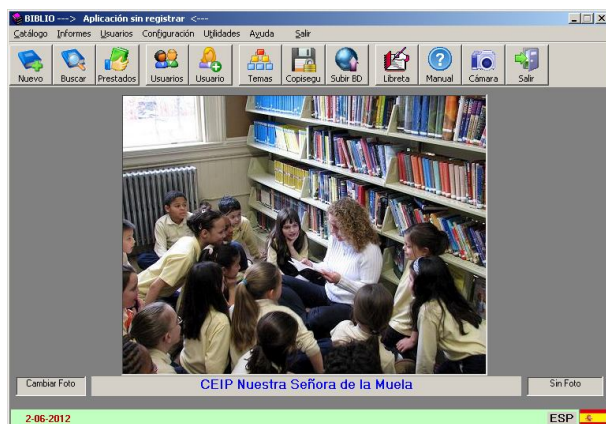 BIBLIO ---> Aplicación sin registrar <---
Catálogo Informes Usuarios Configuración Utilidades Ayuda Salir
Nuevo Buscar Prestados Usuarios Usuario Temas Copisegu Subir BD Libreta Manual Cámara Salir
Cambiar Foto CEIP Nuestra Señora de la Muela Sin Foto
2-06-2012 ESP